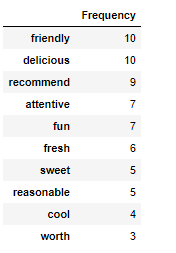 Frequency
friendly 10
delicious 10
recommend 9
attentive 7
fun 7
fresh 6
sweet 5
reasonable 5
cool 4
worth 3